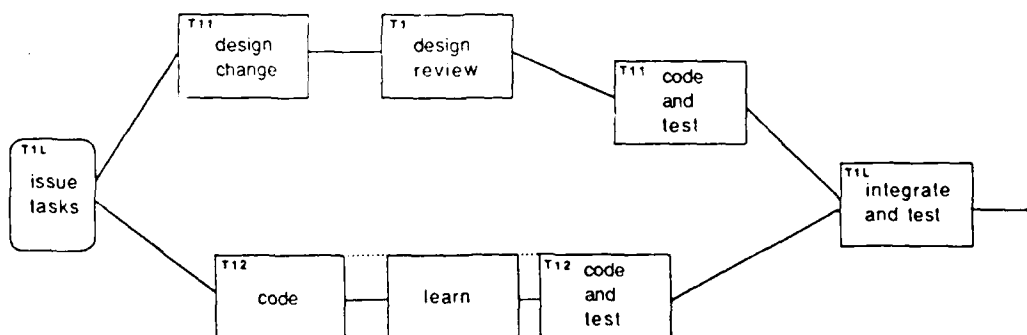 T11
design
change
T1
design
review
T11
code
and
test
T1L
issue
tasks
T1L
integrate
and test
T12
code
learn
T12
code
and
test